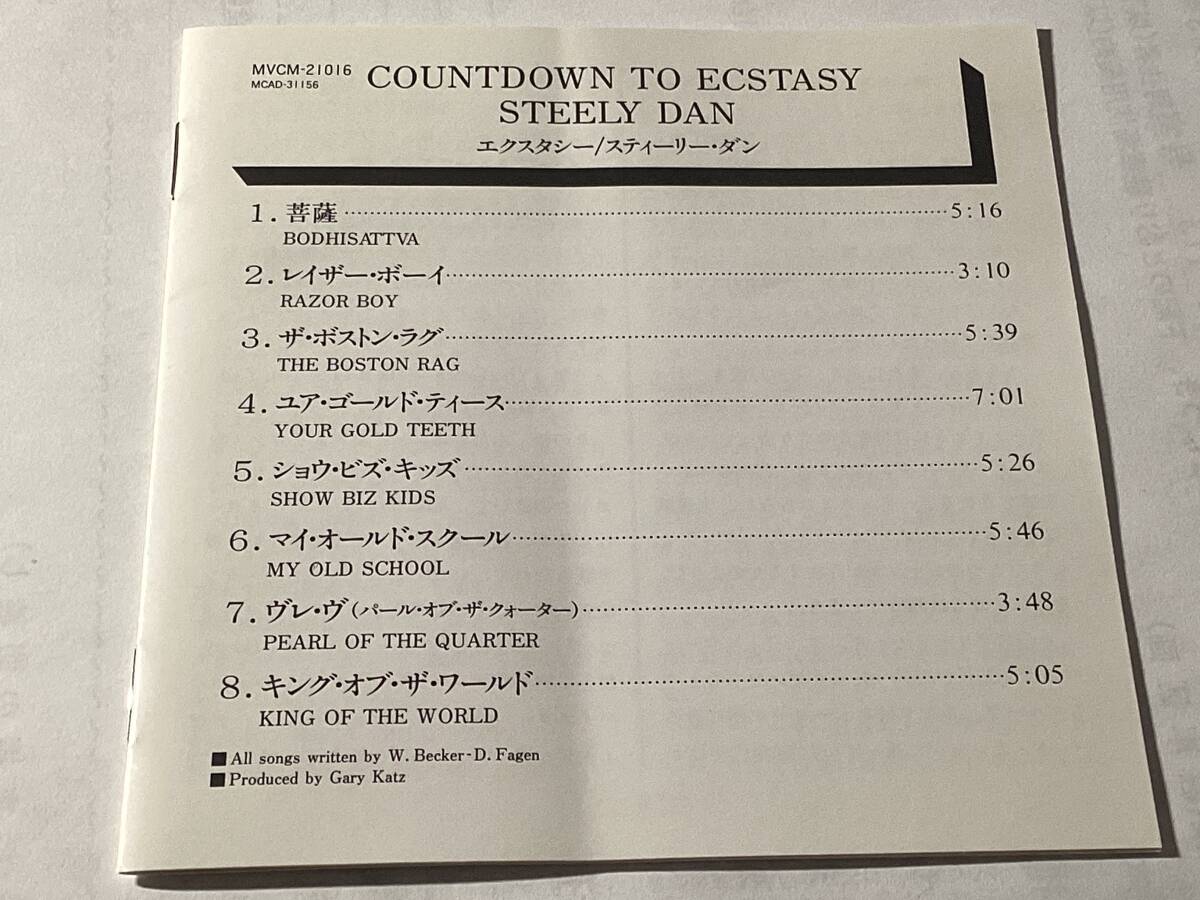 MVCM-21016
MCAD-31156
COUNTDOWN TO ECSTASY
STEELY DAN
エクスタシー/スティーリー・ダン
1. 菩薩……5:16
BODHISATTVA
2. レイザー・ボーイ……3:10
RAZOR BOY
3. ザ・ボストン・ラグ……5:39
THE BOSTON RAG
4. ユア・ゴールド・ティース……7:01
YOUR GOLD TEETH
5. ショウ・ビズ・キッズ……5:26
SHOW BIZ KIDS
6. マイ・オールド・スクール……5:46
MY OLD SCHOOL
7. ヴレ・ヴ(パール・オブ・ザ・クォーター)……3:48
PEARL OF THE QUARTER
8. キング・オブ・ザ・ワールド……5:05
KING OF THE WORLD
■All songs written by W. Becker-D. Fagen
■Produced by Gary Katz